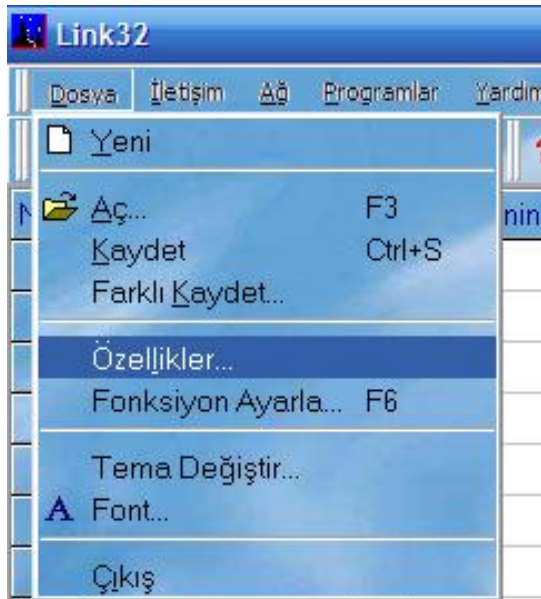 Link32
Dosya İletişim Ağ Programlar Yardım
Yeni
Aç... F3
Kaydet Ctrl+S
Farklı Kaydet...
Özellikler...
Fonksiyon Ayarla... F6
Tema Değiştir...
A Font...
Çıkış